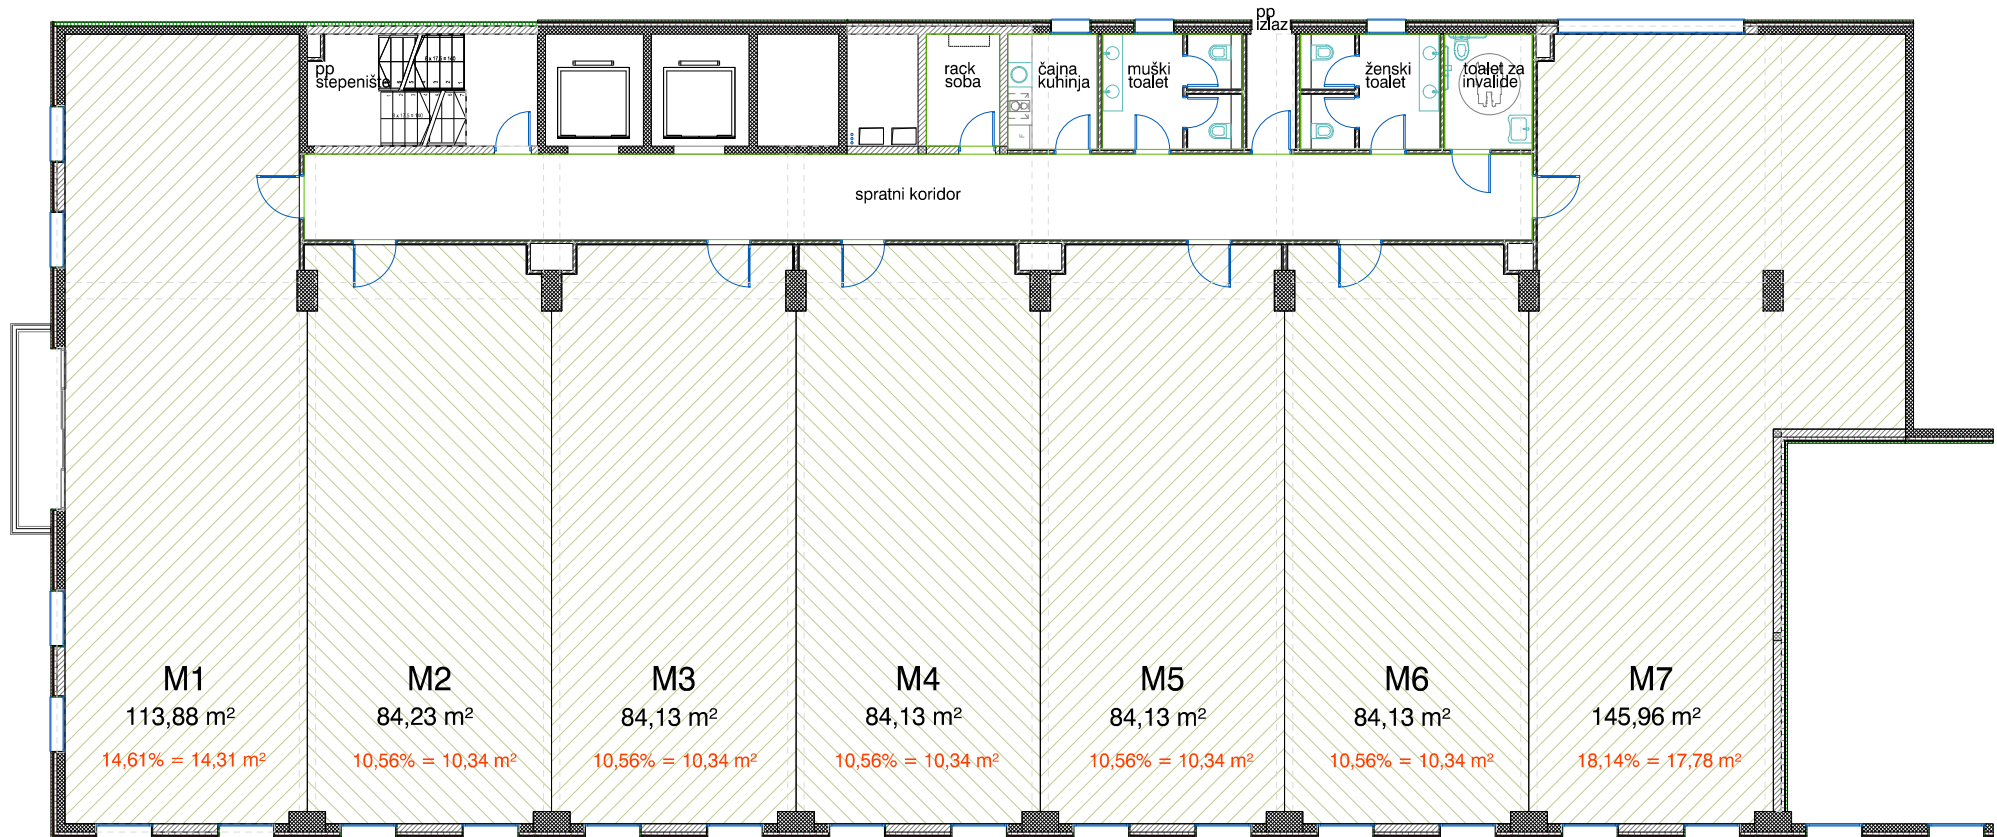 pp
izlaz
pp
stepenište
rack
soba
čajna
kuhinja
muški
toalet
ženski
toalet
toalet za
invalide
spratni koridor
M1
113,88 m²
14,61% = 14,31 m²
M2
84,23 m²
10,56% = 10,34 m²
M3
84,13 m²
10,56% = 10,34 m²
M4
84,13 m²
10,56% = 10,34 m²
M5
84,13 m²
10,56% = 10,34 m²
M6
84,13 m²
10,56% = 10,34 m²
M7
145,96 m²
18,14% = 17,78 m²